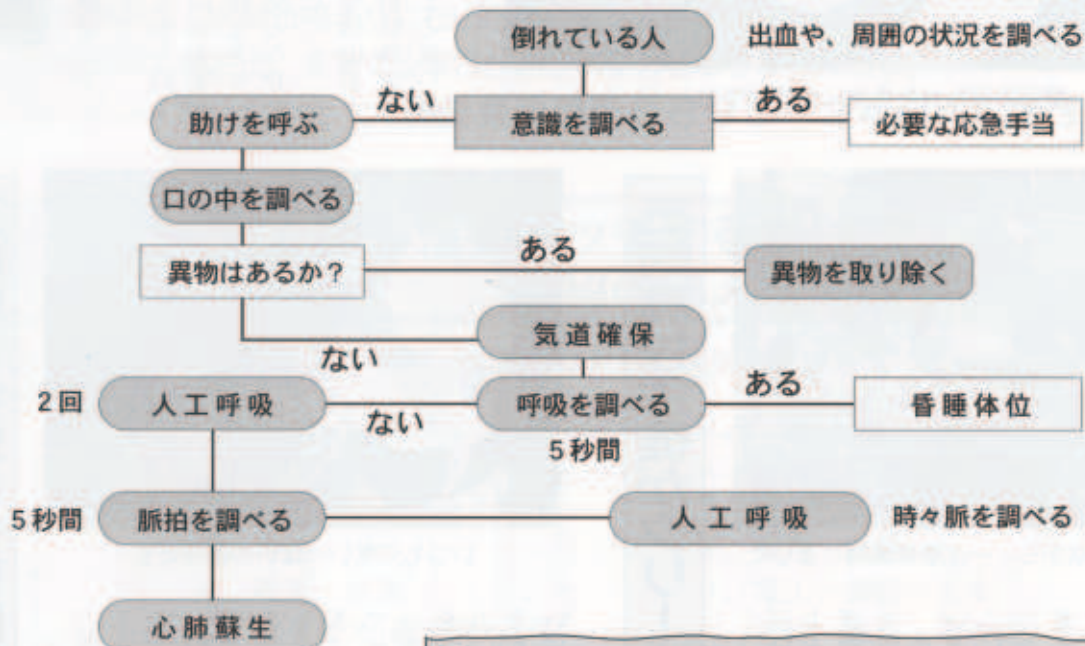 倒れている人 出血や、周囲の状況を調べる
ない ある
助けを呼ぶ 意識を調べる 必要な応急手当
口の中を調べる
ある
異物はあるか？ 異物を取り除く
気道確保
ない
2回 人工呼吸 ない 呼吸を調べる ある 昏睡体位
5秒間
5秒間 脈拍を調べる 人工呼吸 時々脈を調べる
心肺蘇生